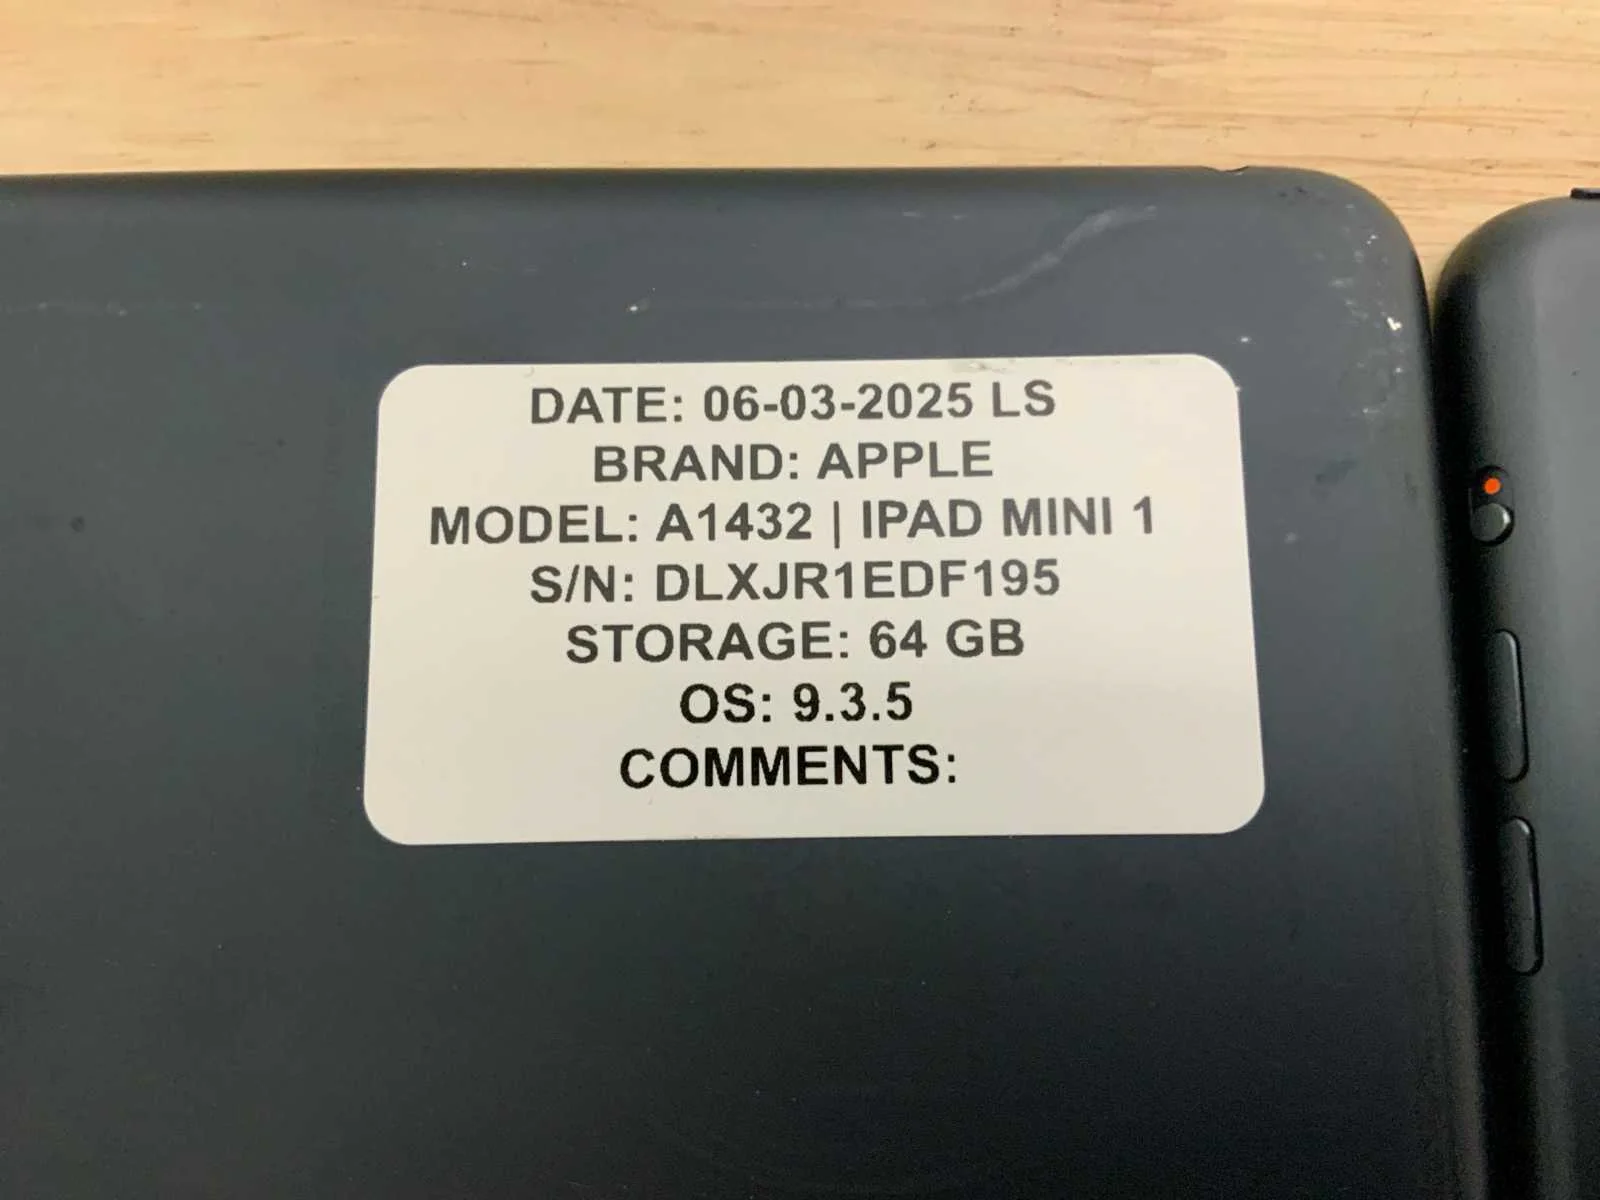 DATE: 06-03-2025 LS
BRAND: APPLE
MODEL: A1432 | IPAD MINI 1
S/N: DLXJR1EDF195
STORAGE: 64 GB
OS: 9.3.5
COMMENTS: